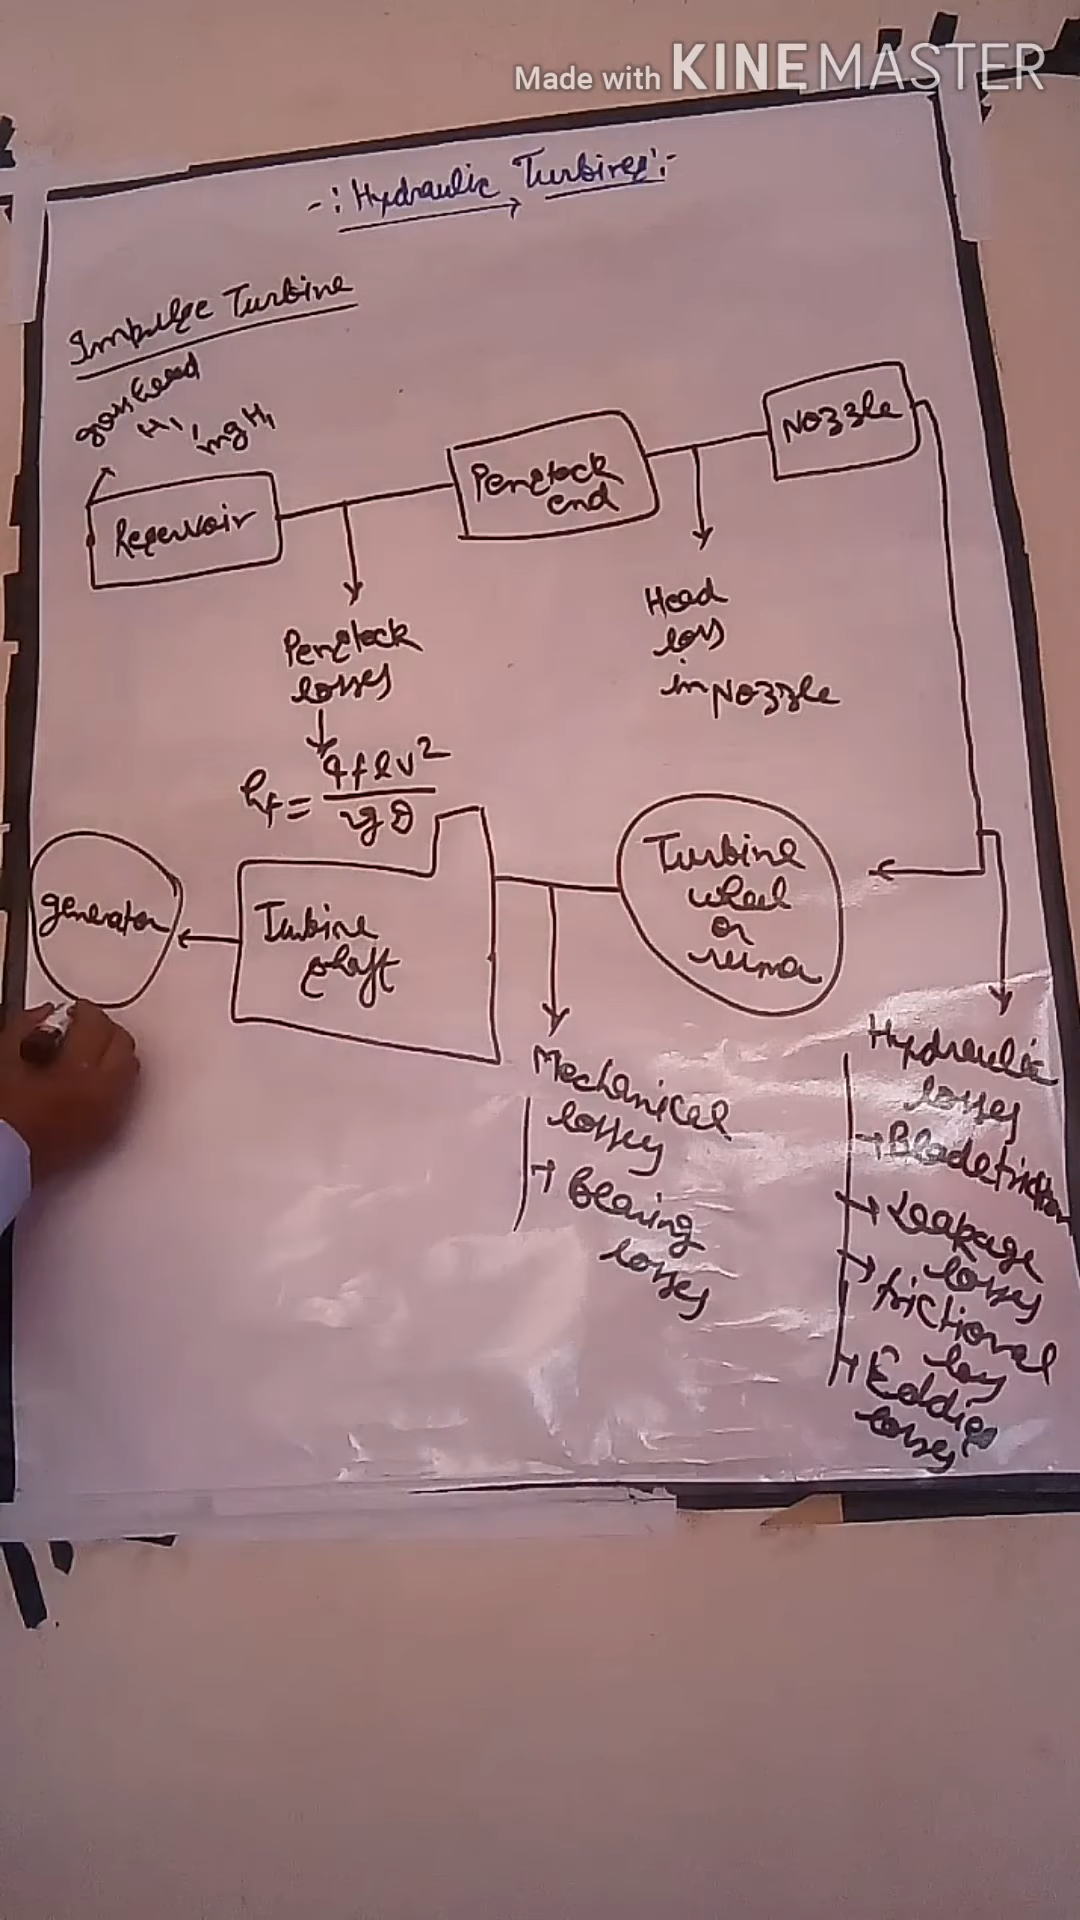 Made with KINEMASTER
-: Hydraulic Turbines :-
Impulse Turbine
gross head
H1
mgH1
Reservoir
Penstock
end
Nozzle
Penstock
losses
Head
loss
in Nozzle
hf = 4flv²
2gD
generator
Turbine
shaft
Turbine
wheel
or
Mechanical
losses
→ Bearing
losses
Hydraulic
losses
→ Blade friction
→ Leakage
losses
→ frictional
loss
→ Eddies
losses